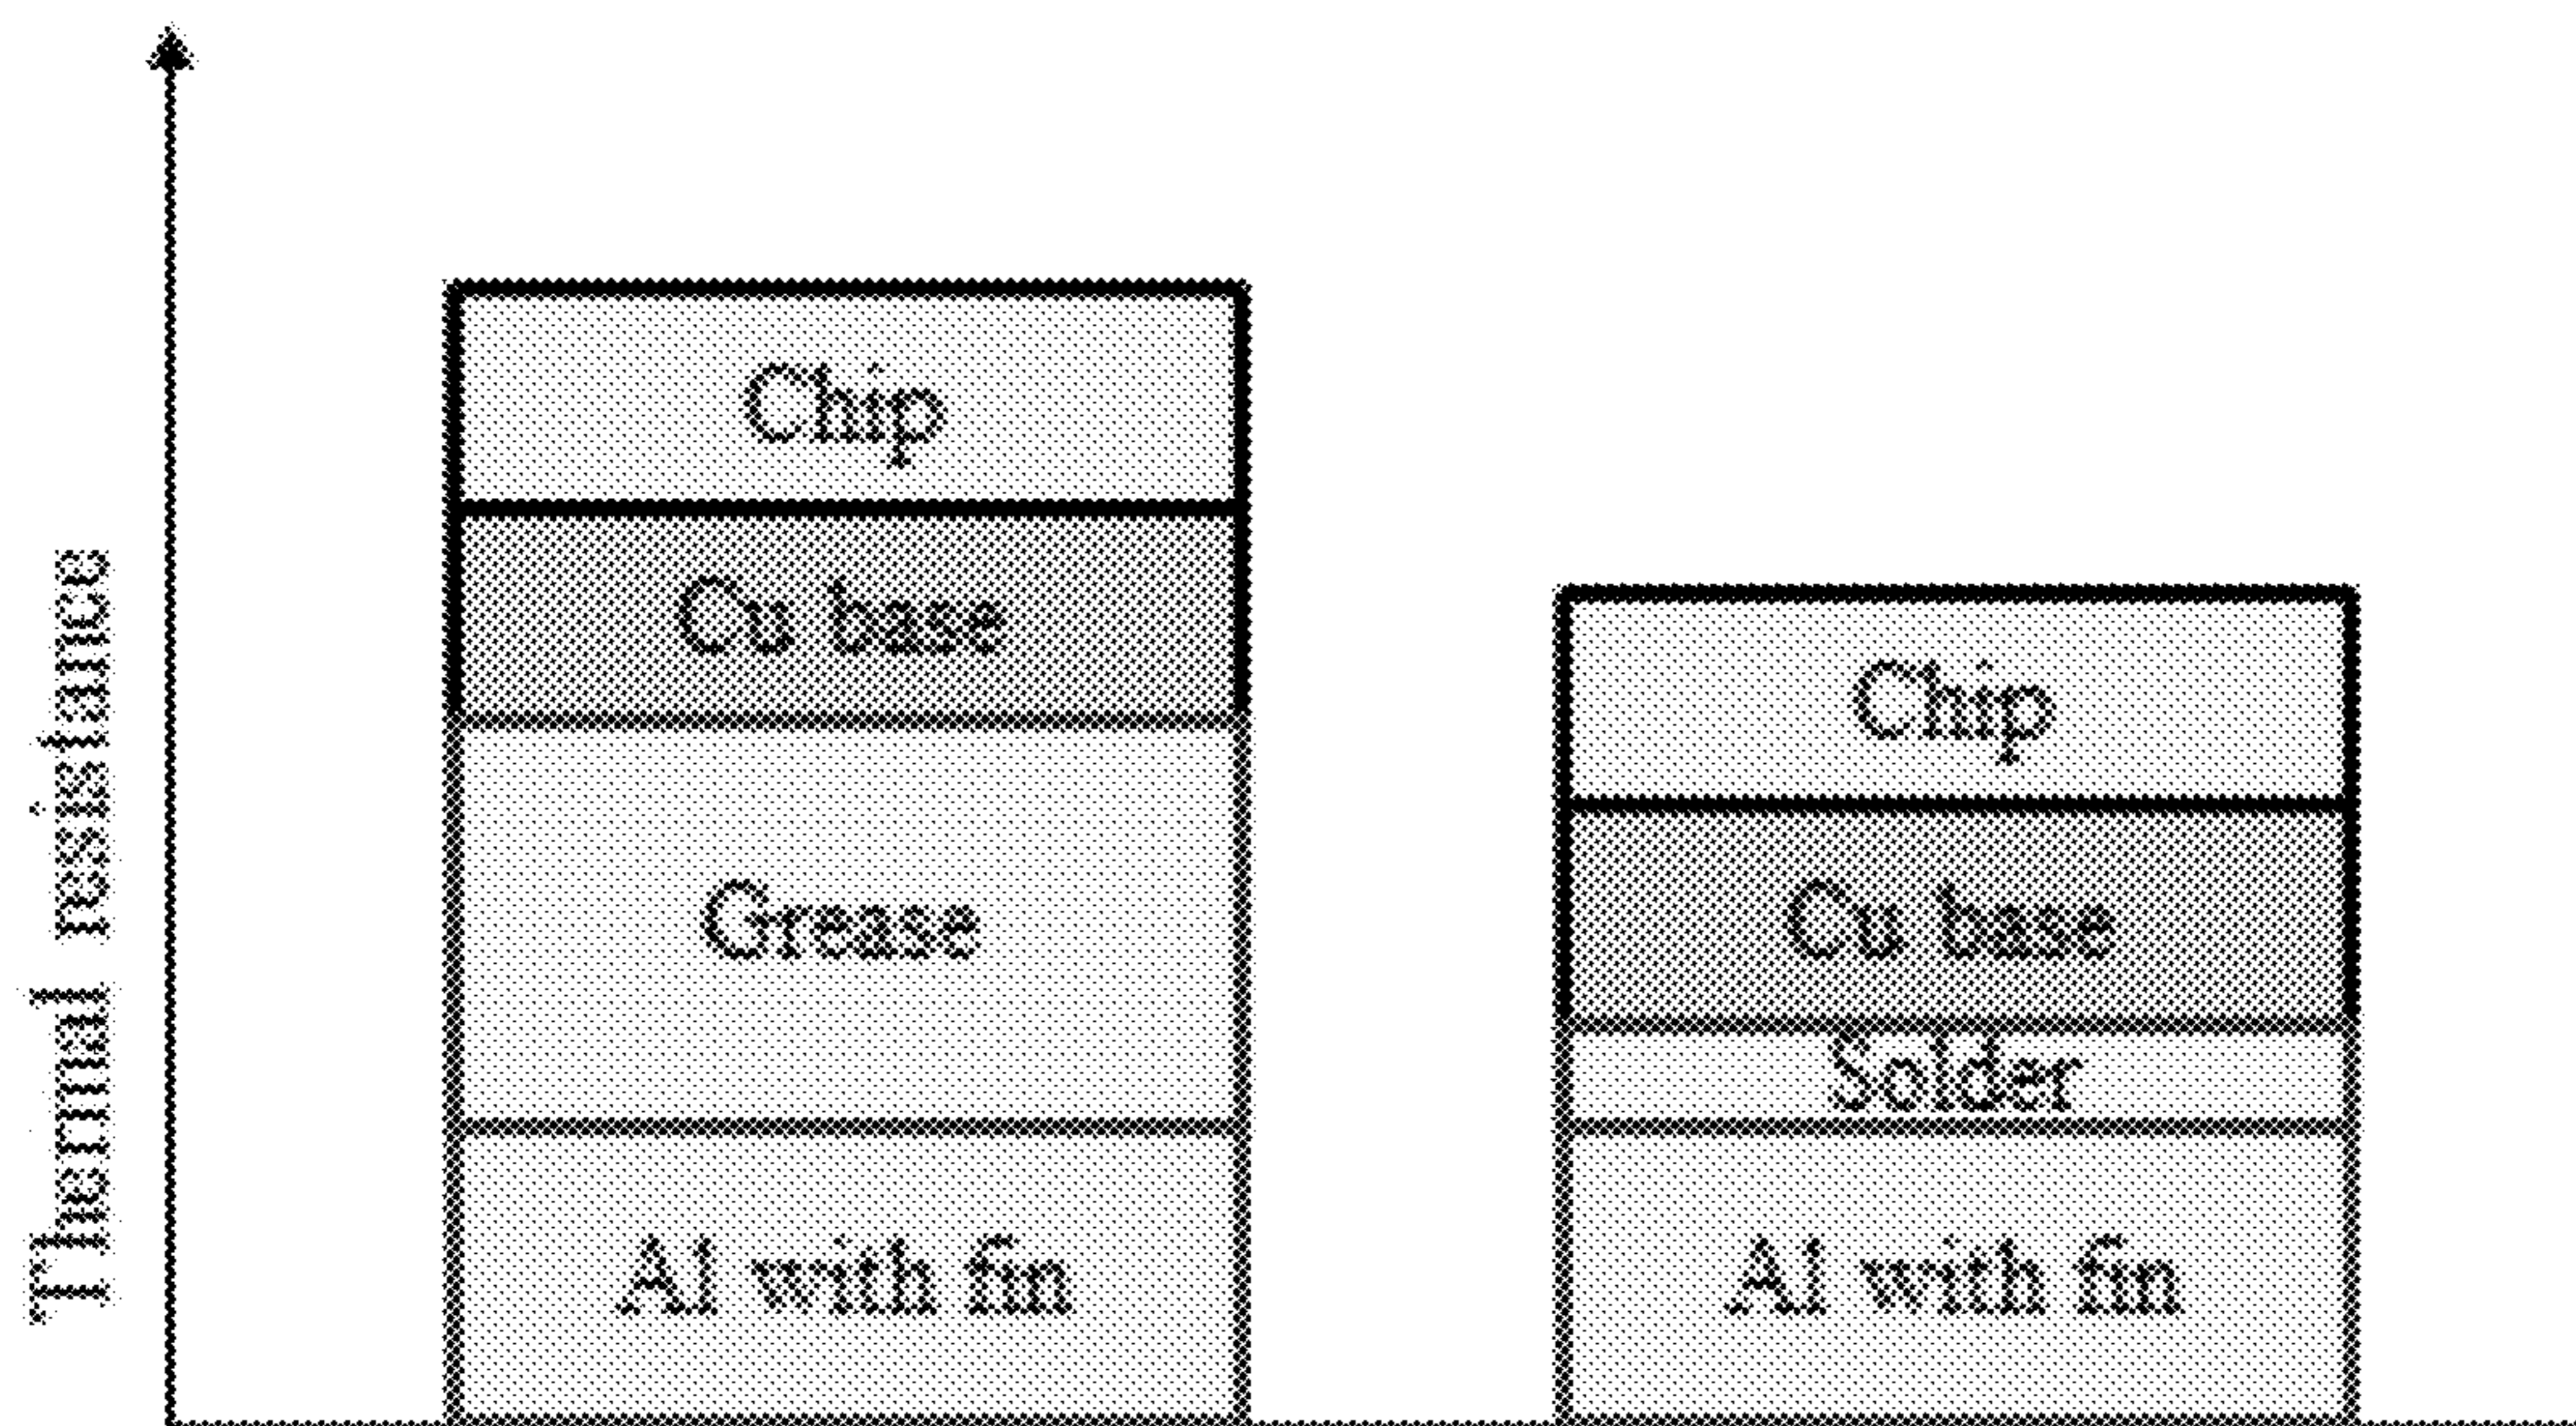 Thermal resistance
Chip
Cu base
Grease
Al with fin
Chip
Cu base
Solder
Al with fin